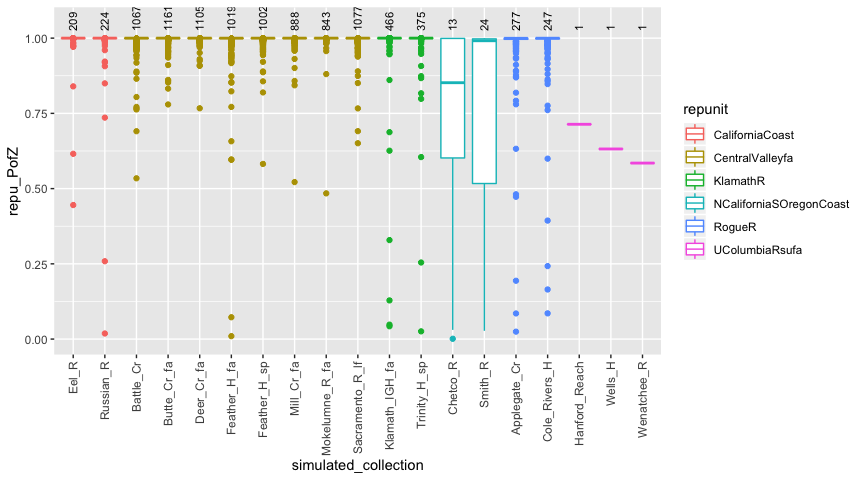 209 224 1067 1161 1105 1019 1002 888 843 1077 466 375 13 24 277 247 1 1 1
1.00
0.75
0.50
0.25
0.00
repu_PofZ
Eel_R
Russian_R
Battle_Cr
Butte_Cr_fa
Deer_Cr_fa
Feather_H_fa
Feather_H_sp
Mill_Cr_fa
Mokelumne_R_fa
Sacramento_R_lf
Klamath_IGH_fa
Trinity_H_sp
Chetco_R
Smith_R
Applegate_Cr
Cole_Rivers_H
Hanford_Reach
Wells_H
Wenatchee_R
simulated_collection
repunit
CaliforniaCoast
CentralValleyfa
KlamathR
NCaliforniaSOregonCoast
RogueR
UColumbiaRsufa